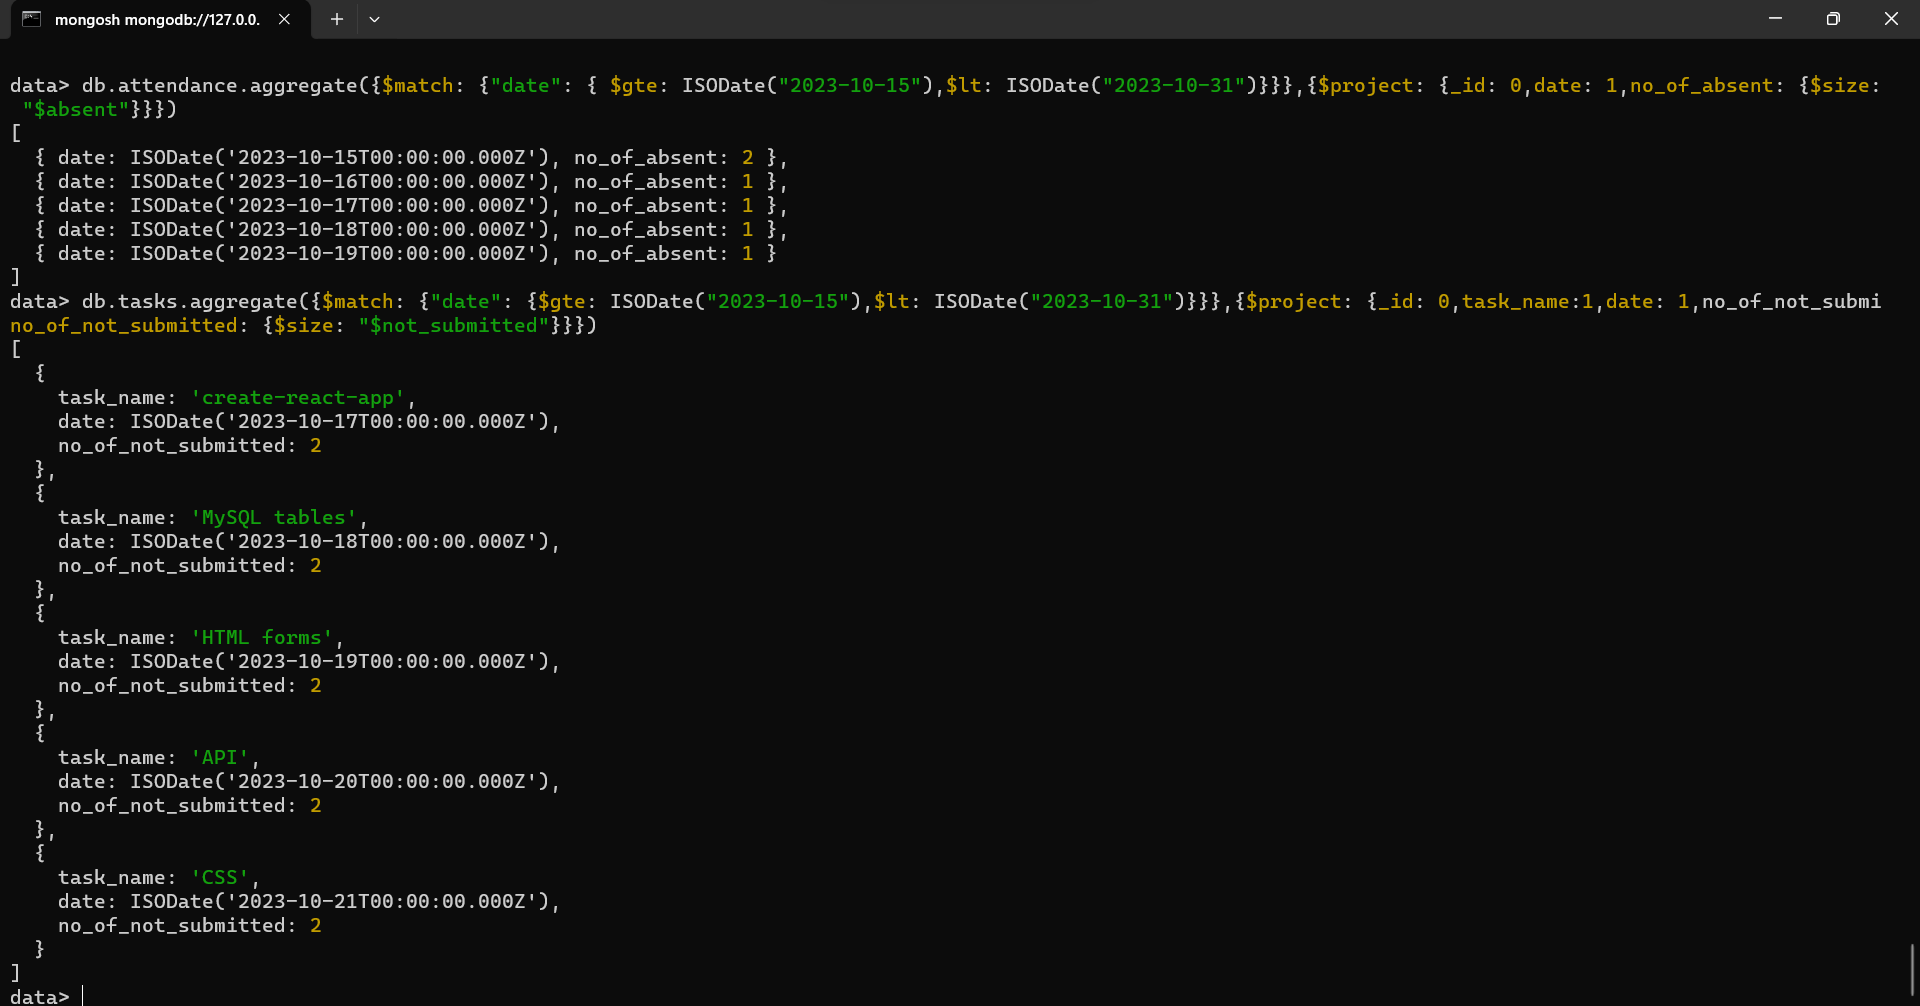 mongosh mongodb://127.0.0.
data> db.attendance.aggregate({$match: {"date": { $gte: ISODate("2023-10-15"),$lt: ISODate("2023-10-31")}}},{$project: {_id: 0,date: 1,no_of_absent: {$size:
"$absent"}}})
[
{ date: ISODate('2023-10-15T00:00:00.000Z'), no_of_absent: 2 },
{ date: ISODate('2023-10-16T00:00:00.000Z'), no_of_absent: 1 },
{ date: ISODate('2023-10-17T00:00:00.000Z'), no_of_absent: 1 },
{ date: ISODate('2023-10-18T00:00:00.000Z'), no_of_absent: 1 },
{ date: ISODate('2023-10-19T00:00:00.000Z'), no_of_absent: 1 }
]
data> db.tasks.aggregate({$match: {"date": {$gte: ISODate("2023-10-15"),$lt: ISODate("2023-10-31")}}},{$project: {_id: 0,task_name:1,date: 1,no_of_not_submi
no_of_not_submitted: {$size: "$not_submitted"}}})
[
{
task_name: 'create-react-app',
date: ISODate('2023-10-17T00:00:00.000Z'),
no_of_not_submitted: 2
},
{
task_name: 'MySQL tables',
date: ISODate('2023-10-18T00:00:00.000Z'),
no_of_not_submitted: 2
},
{
task_name: 'HTML forms',
date: ISODate('2023-10-19T00:00:00.000Z'),
no_of_not_submitted: 2
},
{
task_name: 'API',
date: ISODate('2023-10-20T00:00:00.000Z'),
no_of_not_submitted: 2
},
{
task_name: 'CSS',
date: ISODate('2023-10-21T00:00:00.000Z'),
no_of_not_submitted: 2
}
]
data>